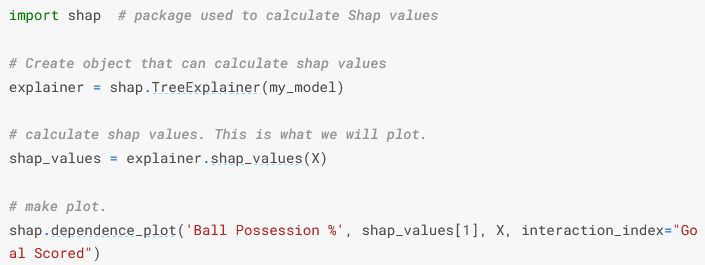 import shap  # package used to calculate Shap values
# Create object that can calculate shap values
explainer = shap.TreeExplainer(my_model)
# calculate shap values. This is what we will plot.
shap_values = explainer.shap_values(X)
# make plot.
shap.dependence_plot('Ball Possession %', shap_values[1], X, interaction_index="Go
al Scored")